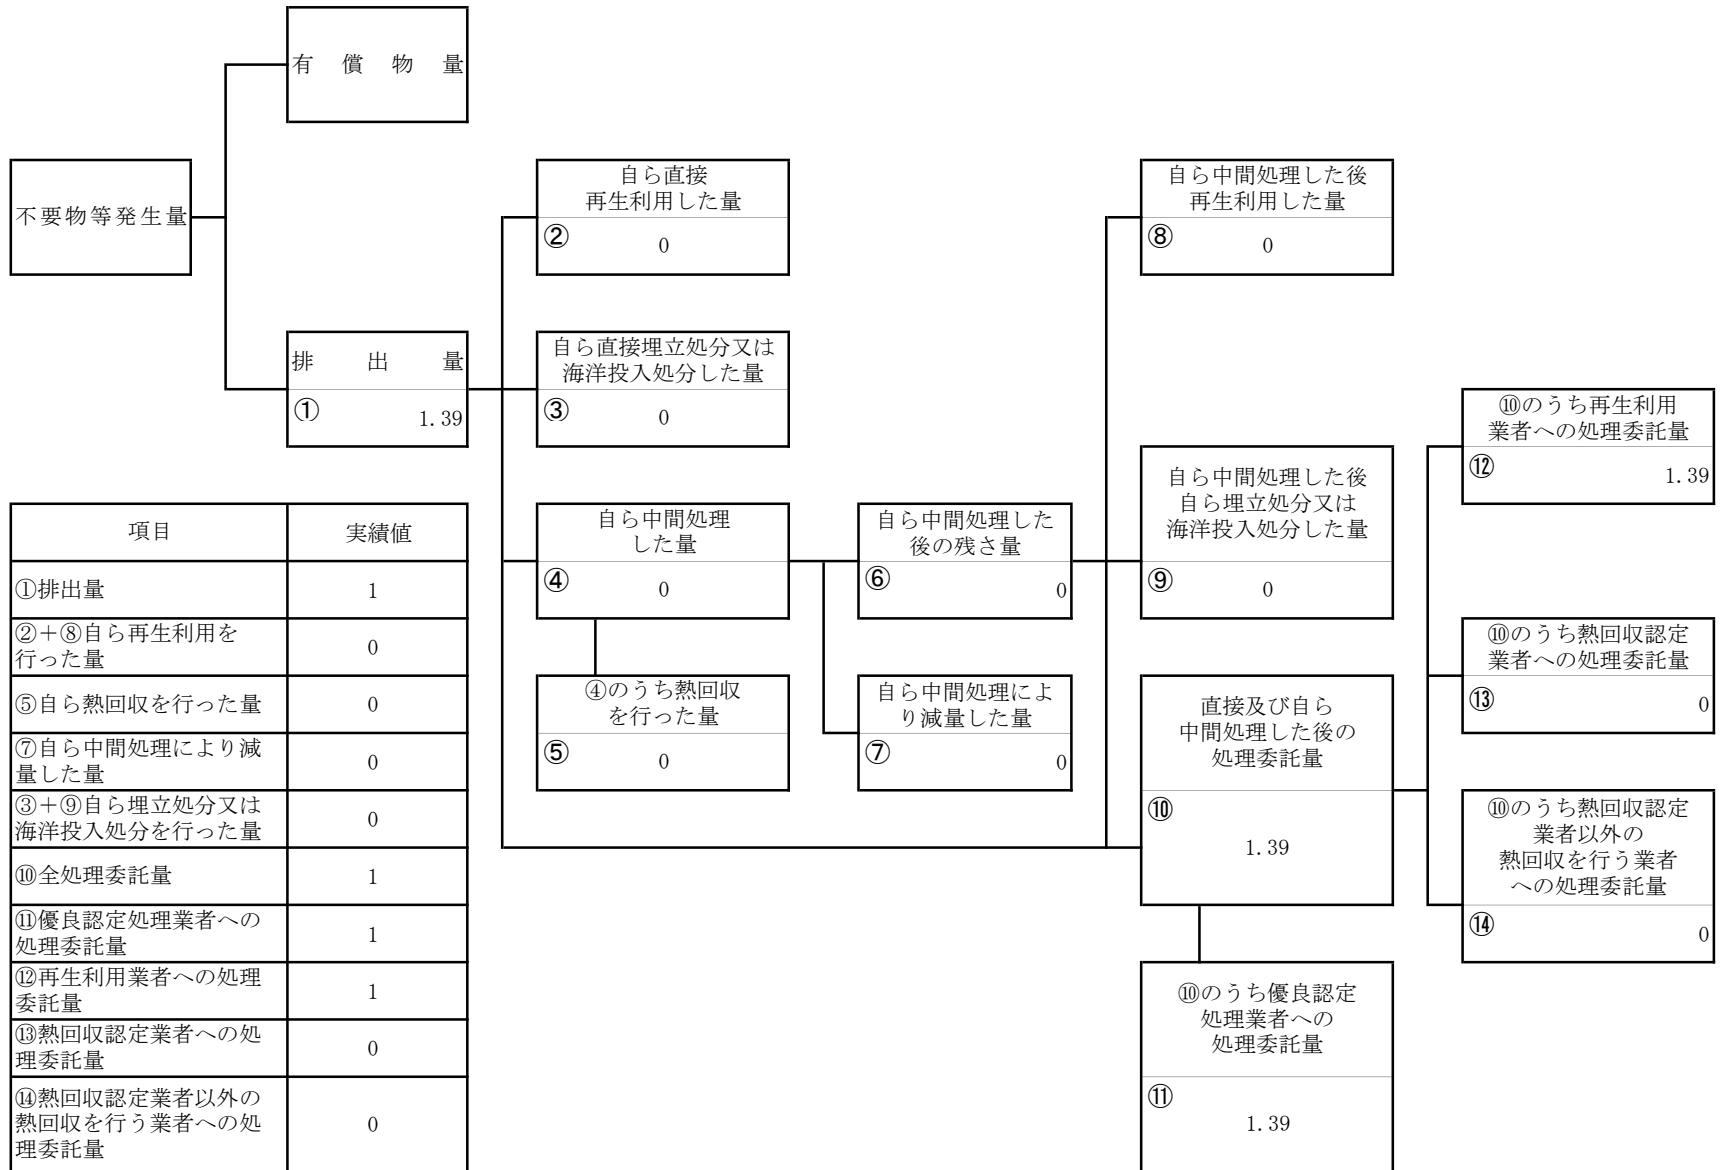 有償物量
不要物等発生量
排出量
① 1.39
自ら直接
再生利用した量
② 0
自ら直接埋立処分又は
海洋投入処分した量
③ 0
自ら中間処理
した量
④ 0
④のうち熱回収
を行った量
⑤ 0
自ら中間処理した
後の残さ量
⑥ 0
自ら中間処理によ
り減量した量
⑦ 0
自ら中間処理した後
再生利用した量
⑧ 0
自ら中間処理した後
自ら埋立処分又は
海洋投入処分した量
⑨ 0
直接及び自ら
中間処理した後の
処理委託量
⑩
1.39
⑩のうち優良認定
処理業者への
処理委託量
⑪
1.39
⑩のうち再生利用
業者への処理委託量
⑫ 1.39
⑩のうち熱回収認定
業者への処理委託量
⑬ 0
⑩のうち熱回収認定
業者以外の
熱回収を行う業者
への処理委託量
⑭ 0
項目 実績値
①排出量 1
②+⑧自ら再生利用を
行った量 0
⑤自ら熱回収を行った量 0
⑦自ら中間処理により減
量した量 0
③+⑨自ら埋立処分又は
海洋投入処分を行った量 0
⑩全処理委託量 1
⑪優良認定処理業者への
処理委託量 1
⑫再生利用業者への処理
委託量 1
⑬熱回収認定業者への処
理委託量 0
⑭熱回収認定業者以外の
熱回収を行う業者への処
理委託量 0